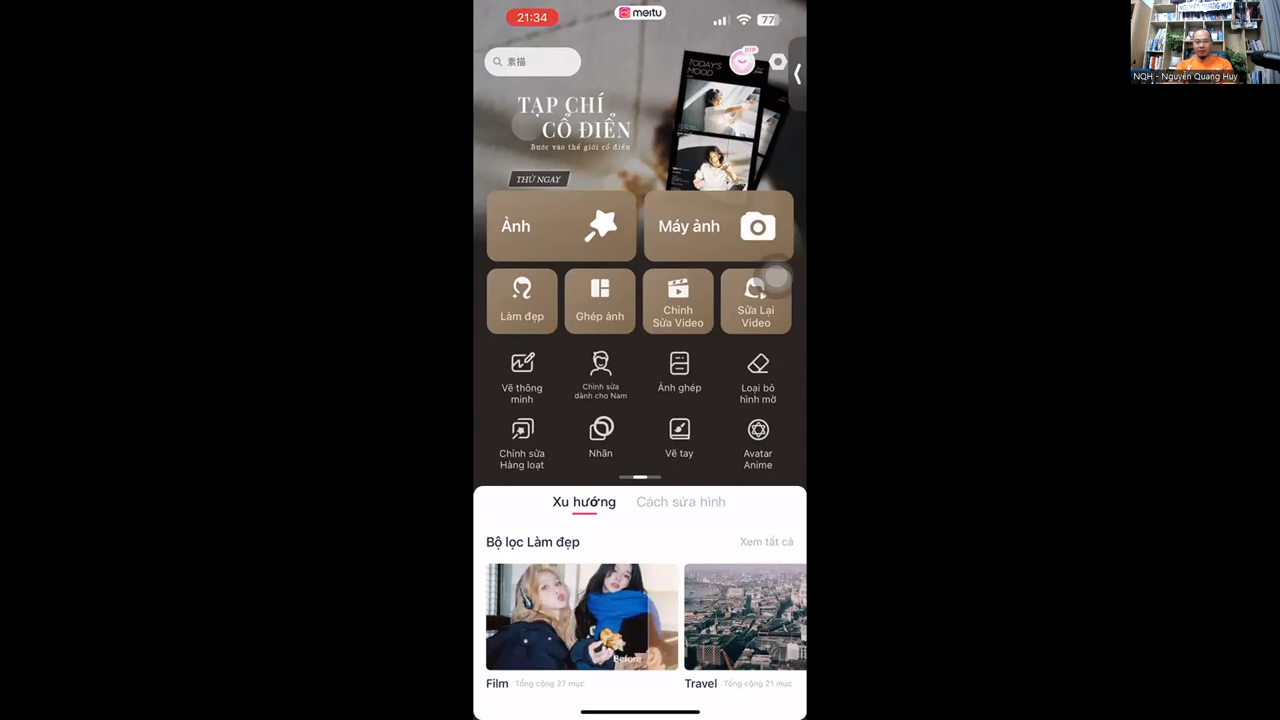 21:34
meitu
77
素描
TODAY'S
MOOD
TẠP CHÍ
CỔ ĐIỂN
Bước vào thế giới cổ điển
THỬ NGAY
Ảnh
Máy ảnh
Làm đẹp
Ghép ảnh
Chỉnh
Sửa Video
Sửa Lại
Video
Vẽ thông
minh
Chỉnh sửa
dành cho Nam
Ảnh ghép
Loại bỏ
hình mờ
Chỉnh sửa
Hàng loạt
Nhãn
Vẽ tay
Avatar
Anime
Xu hướng
Cách sửa hình
Bộ lọc Làm đẹp
Xem tất cả
Before
Film Tổng cộng 27 mục
Travel Tổng cộng 21 mục
NGUYỄN QUANG HUY
NQH - Nguyễn Quang Huy